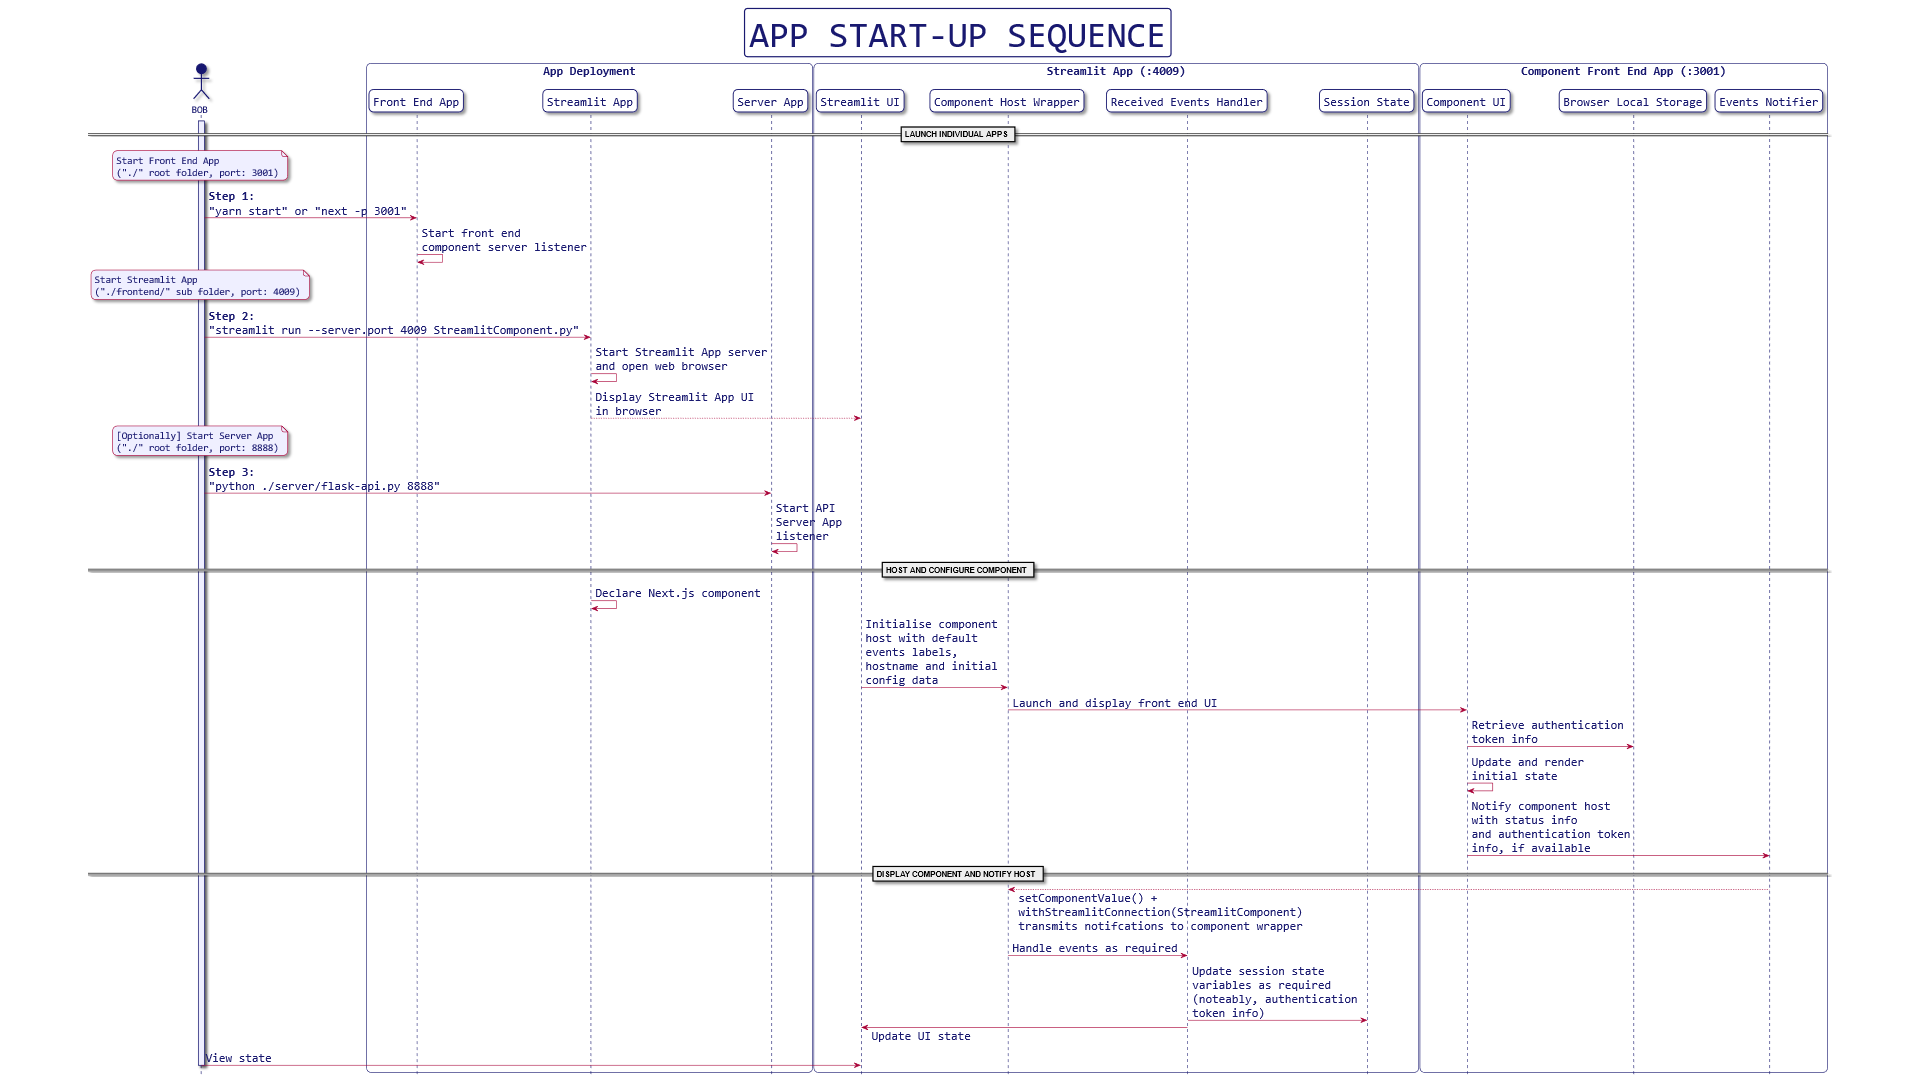 APP START-UP SEQUENCE
BOB
App Deployment
Streamlit App (:4009)
Component Front End App (:3001)
Front End App
Streamlit App
Server App
Streamlit UI
Component Host Wrapper
Received Events Handler
Session State
Component UI
Browser Local Storage
Events Notifier
LAUNCH INDIVIDUAL APPS
Start Front End App
("./" root folder, port: 3001)
Step 1:
"yarn start" or "next -p 3001"
Start front end
component server listener
Start Streamlit App
("./frontend/" sub folder, port: 4009)
Step 2:
"streamlit run --server.port 4009 StreamlitComponent.py"
Start Streamlit App server
and open web browser
Display Streamlit App UI
in browser
[Optionally] Start Server App
("./" root folder, port: 8888)
Step 3:
"python ./server/flask-api.py 8888"
Start API
Server App
listener
HOST AND CONFIGURE COMPONENT
Declare Next.js component
Initialise component
host with default
events labels,
hostname and initial
config data
Launch and display front end UI
Retrieve authentication
token info
Update and render
initial state
Notify component host
with status info
and authentication token
info, if available
DISPLAY COMPONENT AND NOTIFY HOST
setComponentValue() +
withStreamlitConnection(StreamlitComponent)
transmits notifcations to component wrapper
Handle events as required
Update session state
variables as required
(noteably, authentication
token info)
Update UI state
View state